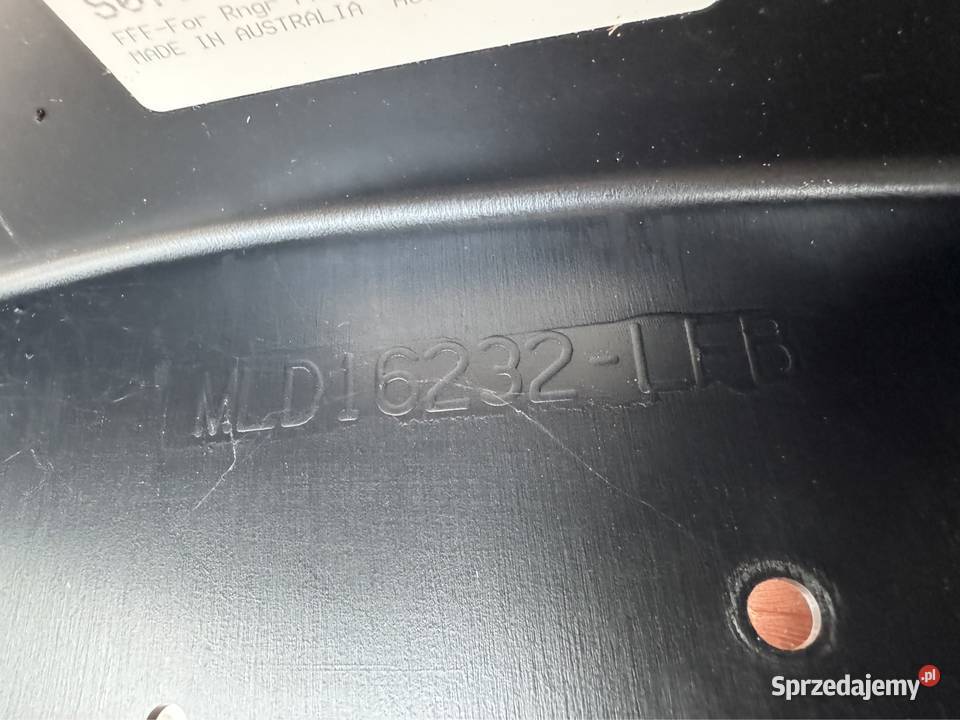 FFF-For Rngr
MADE IN AUSTRALIA
MLD16232-LFB
Sprzedajemy.pl